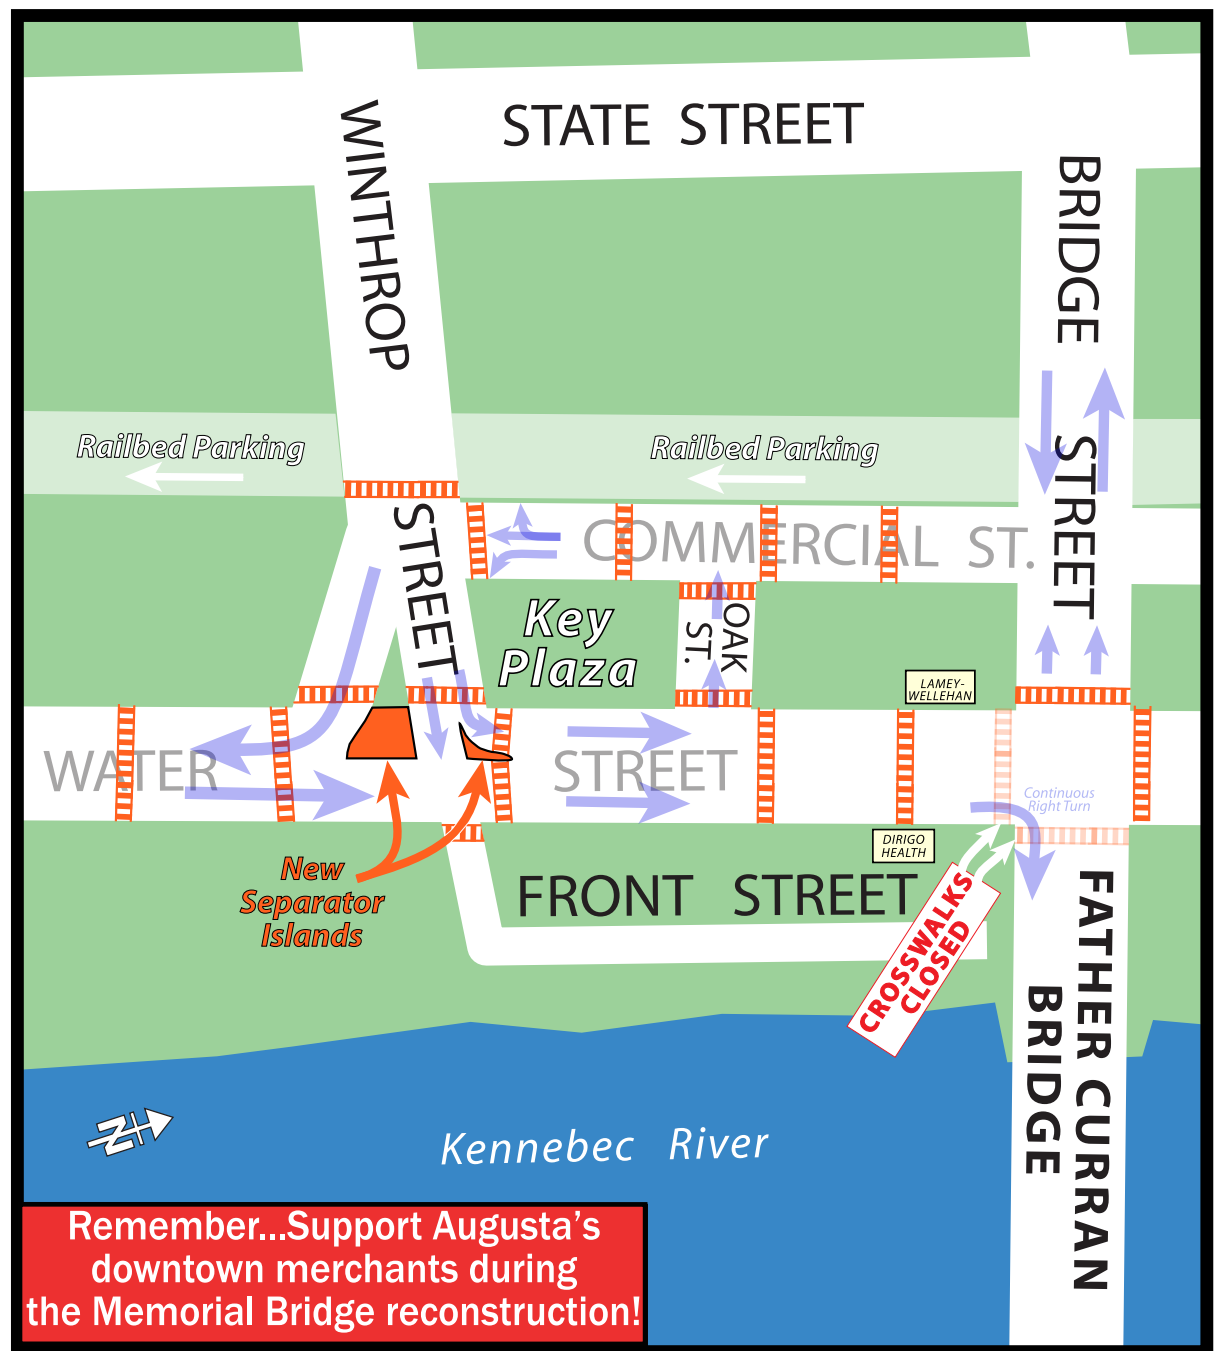 STATE STREET
WINTHROP
STREET
BRIDGE
STREET
Railbed Parking
Railbed Parking
COMMERCIAL ST.
Key
Plaza
OAK
ST.
LAMEY-
WELLEHAN
WATER
STREET
Continuous
Right Turn
DIRIGO
HEALTH
New
Separator
Islands
FRONT STREET
CROSSWALKS
CLOSED
FATHER CURRAN
BRIDGE
N
Kennebec River
Remember...Support Augusta’s
downtown merchants during
the Memorial Bridge reconstruction!